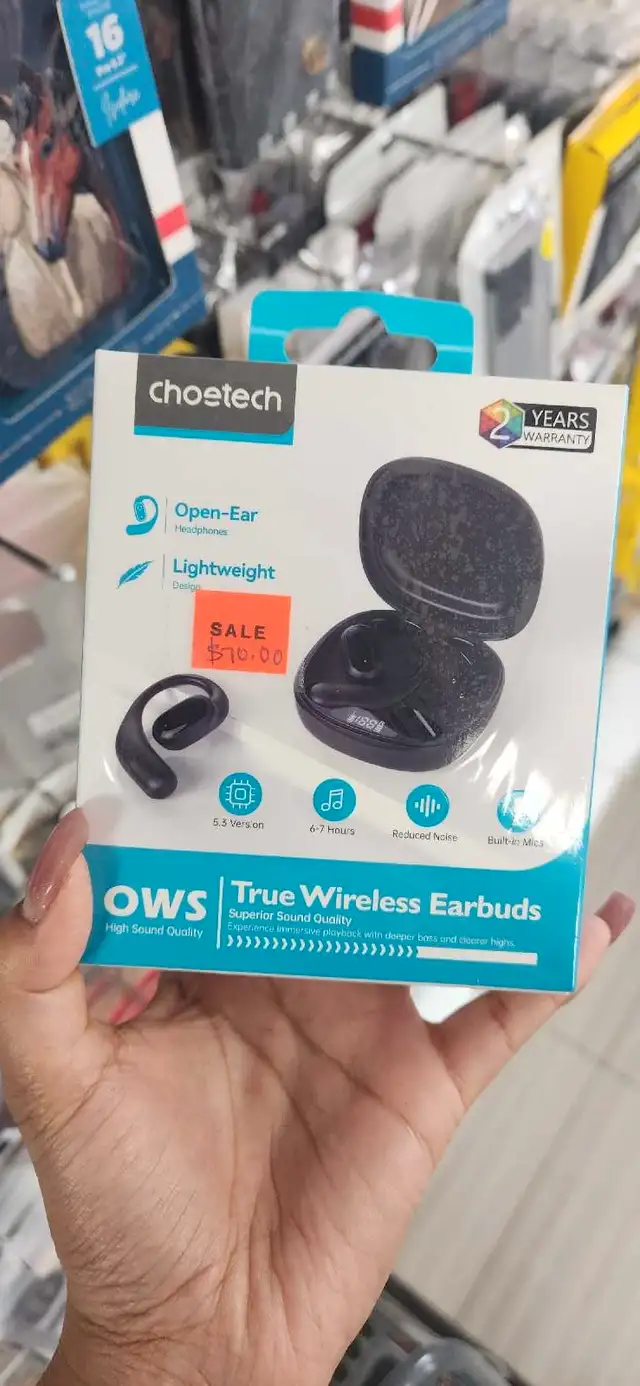 16
choetech
2 YEARS
WARRANTY
Open-Ear
Headphones
Lightweight
Design
SALE
$70.00
188
5.3 Version
6-7 Hours
Reduced Noise
Built-in Mics
OWS
High Sound Quality
True Wireless Earbuds
Superior Sound Quality
Experience immersive playback with deeper bass and clearer highs.